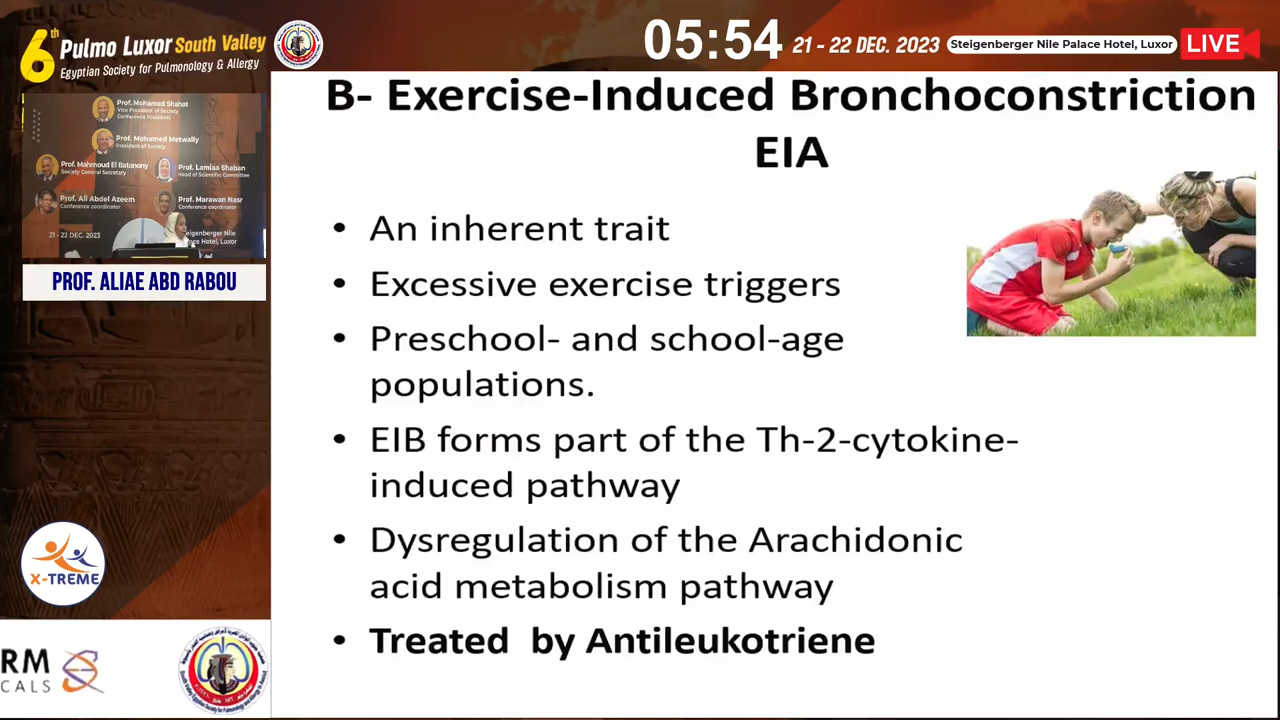 6th
Pulmo Luxor South Valley
Egyptian Society for Pulmonology & Allergy
05:54
21 - 22 DEC. 2023
Steigenberger Nile Palace Hotel, Luxor
LIVE
Prof. Mohamed Shahat
Vice President of Society
Conference President
Prof. Mohamed Metwally
President of Society
Prof. Mahmoud El Batanony
Society General Secretary
Prof. Lamiaa Shaban
Head of Scientific Committee
Prof. Ali Abdel Azeem
Conference coordinator
Prof. Marawan Nasr
Conference coordinator
21 - 22 DEC. 2023
eigenberger Nile
ace Hotel, Luxor
PROF. ALIAE ABD RABOU
B- Exercise-Induced Bronchoconstriction
EIA
• An inherent trait
• Excessive exercise triggers
• Preschool- and school-age
populations.
• EIB forms part of the Th-2-cytokine-
induced pathway
• Dysregulation of the Arachidonic
acid metabolism pathway
• Treated by Antileukotriene
X-TREME
RM
CALS